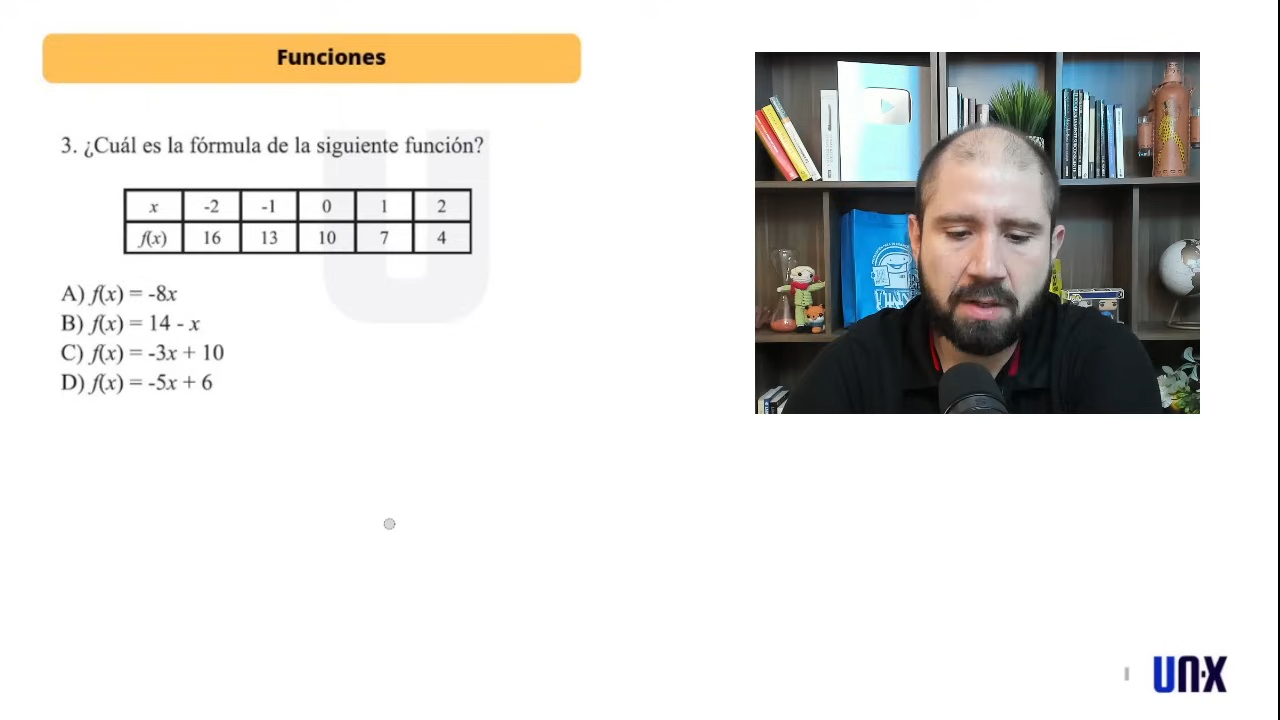 Funciones
3. ¿Cuál es la fórmula de la siguiente función?
x -2 -1 0 1 2
f(x) 16 13 10 7 4
A) f(x) = -8x
B) f(x) = 14 - x
C) f(x) = -3x + 10
D) f(x) = -5x + 6
UN·X